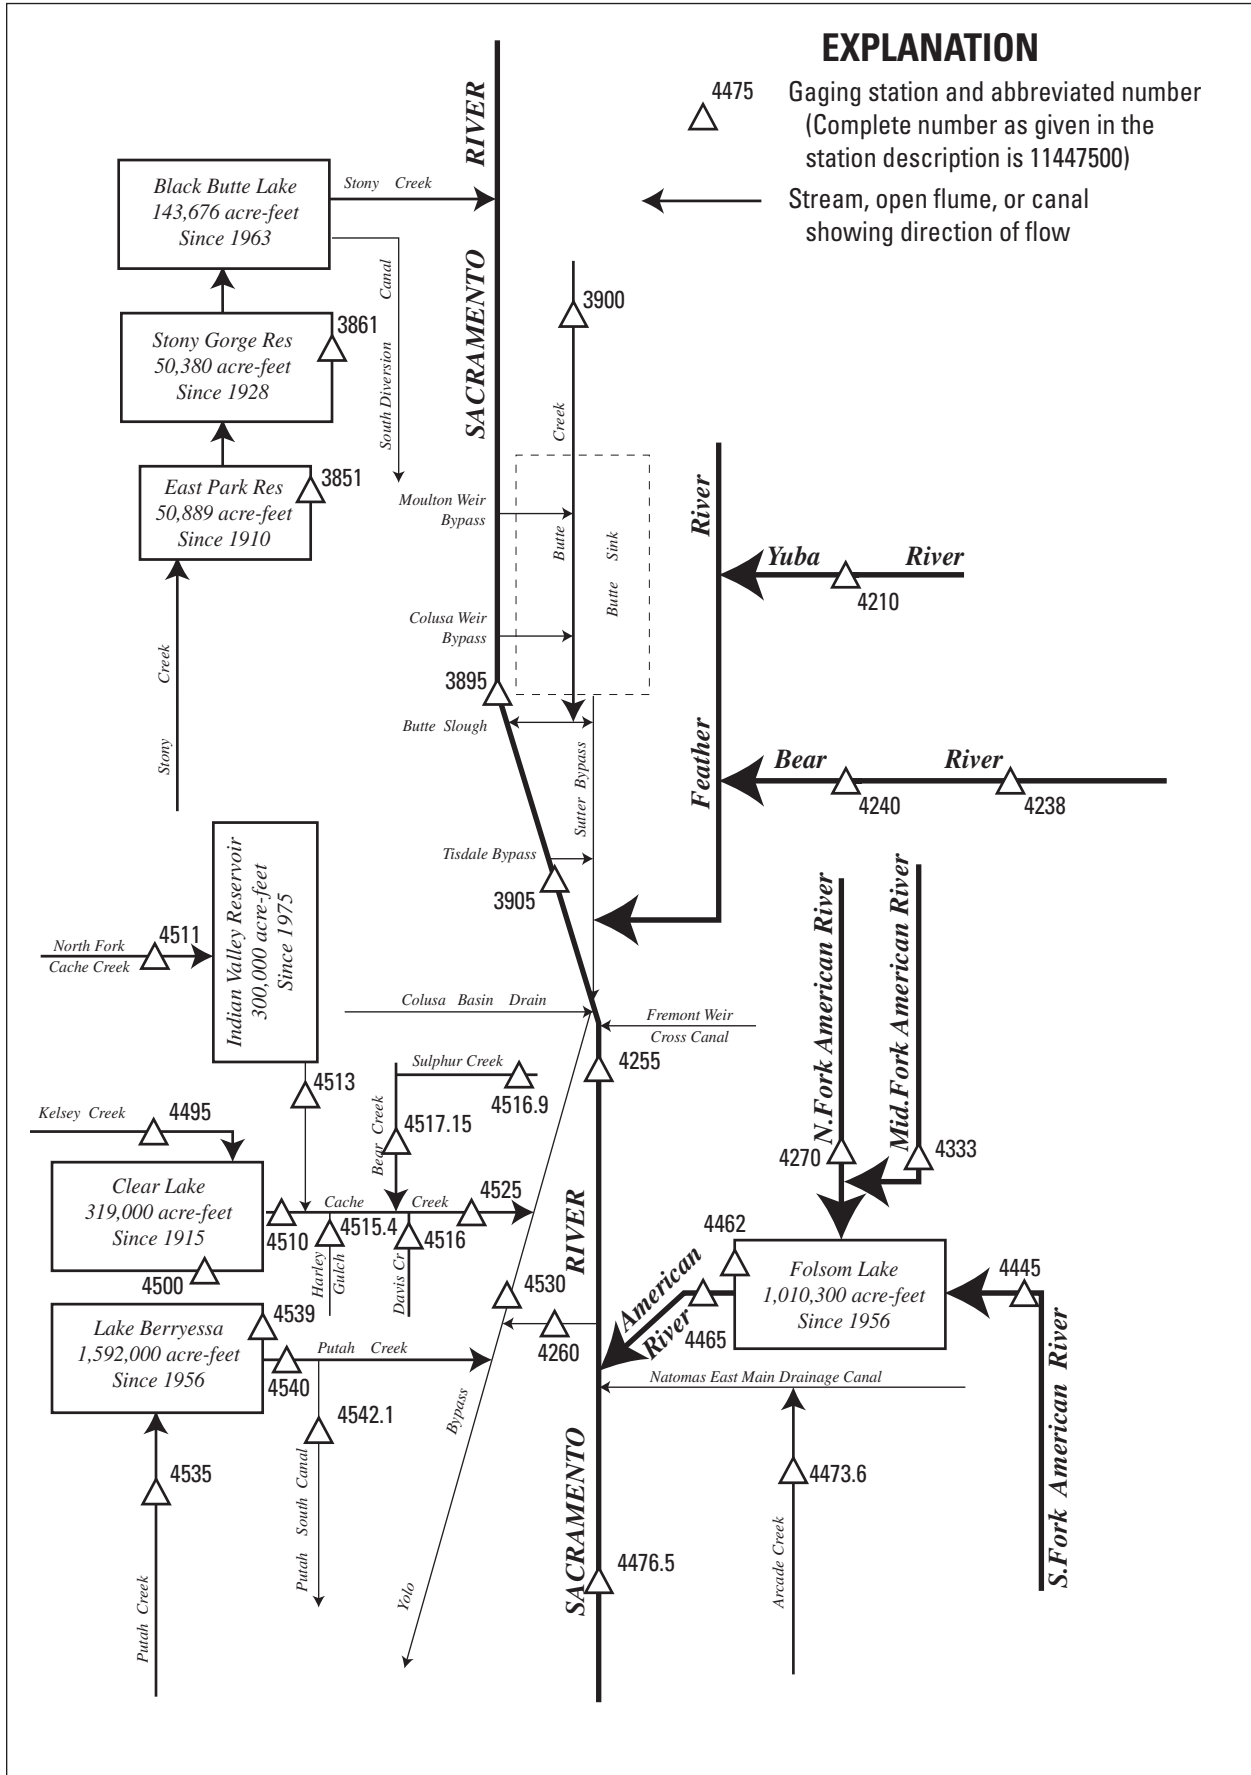 EXPLANATION
4475
Gaging station and abbreviated number
(Complete number as given in the
station description is 11447500)
Stream, open flume, or canal
showing direction of flow
SACRAMENTO RIVER
Black Butte Lake
143,676 acre-feet
Since 1963
Stony Creek
South Diversion Canal
Stony Gorge Res
50,380 acre-feet
Since 1928
3861
East Park Res
50,889 acre-feet
Since 1910
3851
Stony Creek
3900
Butte Creek
Butte Sink
Moulton Weir
Bypass
Colusa Weir
Bypass
3895
Butte Slough
Sutter Bypass
Tisdale Bypass
3905
Feather River
Yuba River
4210
Bear River
4240
4238
Indian Valley Reservoir
300,000 acre-feet
Since 1975
North Fork
Cache Creek
4511
4513
Colusa Basin Drain
Fremont Weir
Cross Canal
4255
N.Fork American River
Mid.Fork American River
4270
4333
Kelsey Creek
4495
Sulphur Creek
4516.9
Bear Creek
4517.15
Clear Lake
319,000 acre-feet
Since 1915
4500
4510
Cache Creek
4515.4
4516
4525
Harley
Gulch
Davis Cr
4530
4260
SACRAMENTO RIVER
American
River
4462
4465
Folsom Lake
1,010,300 acre-feet
Since 1956
4445
S.Fork American River
Lake Berryessa
1,592,000 acre-feet
Since 1956
4539
4540
Putah Creek
4542.1
Putah South Canal
4535
Putah Creek
Yolo Bypass
Natomas East Main Drainage Canal
4473.6
Arcade Creek
4476.5